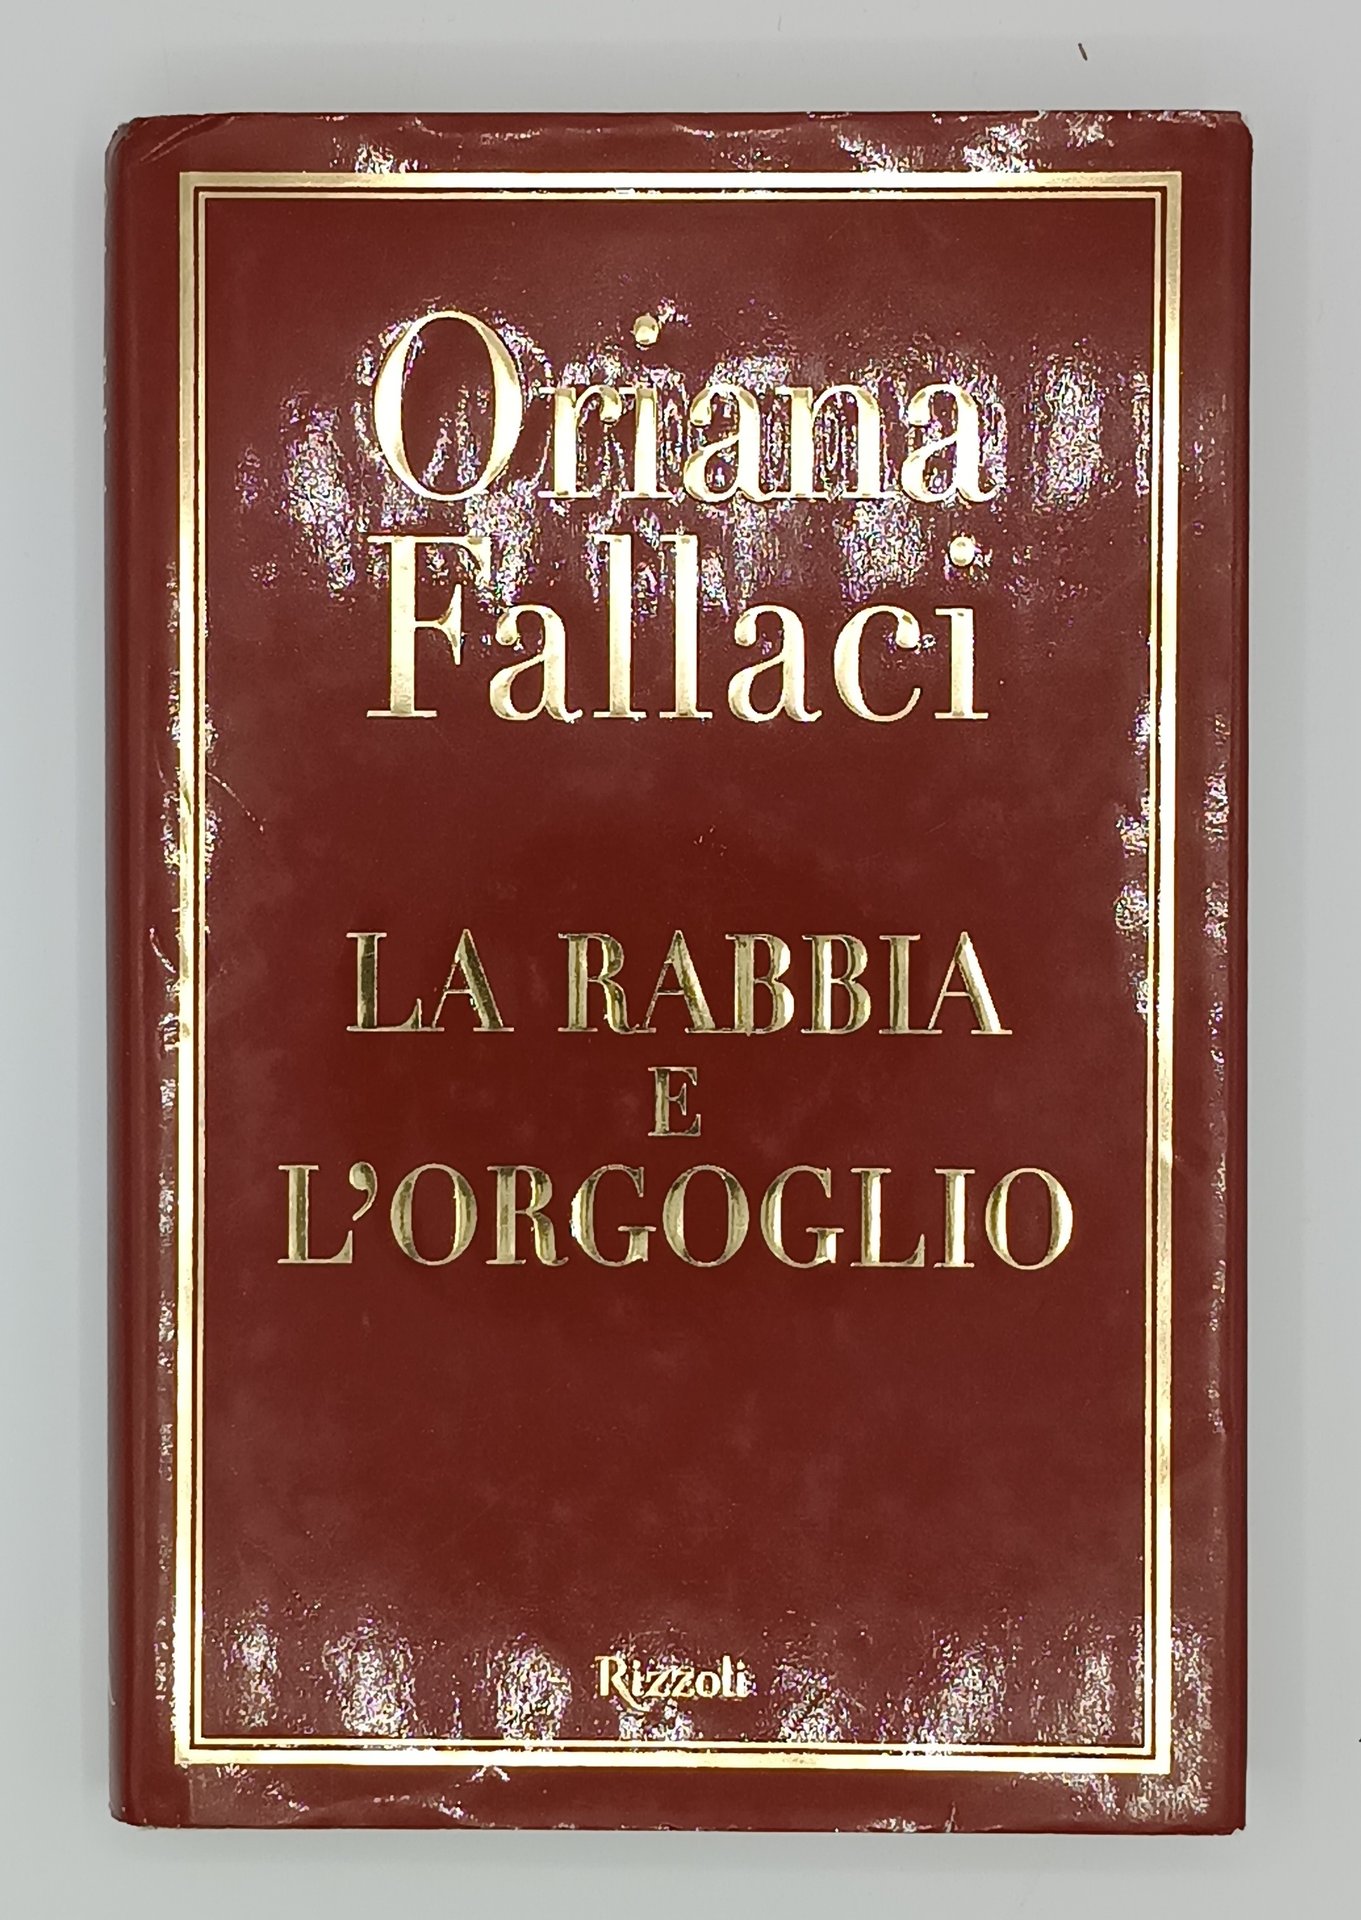 Oriana
Fallaci
LA RABBIA
E
L’ORGOGLIO
Rizzoli